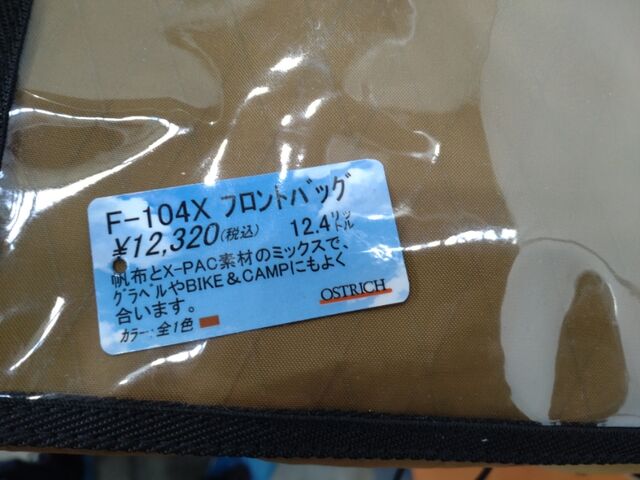 F-104X フロントバッグ
¥12,320(税込) 12.4リットル
帆布とX-PAC素材のミックスで、
グラベルやBIKE&CAMPにもよく
合います。
OSTRICH
カラー:全1色